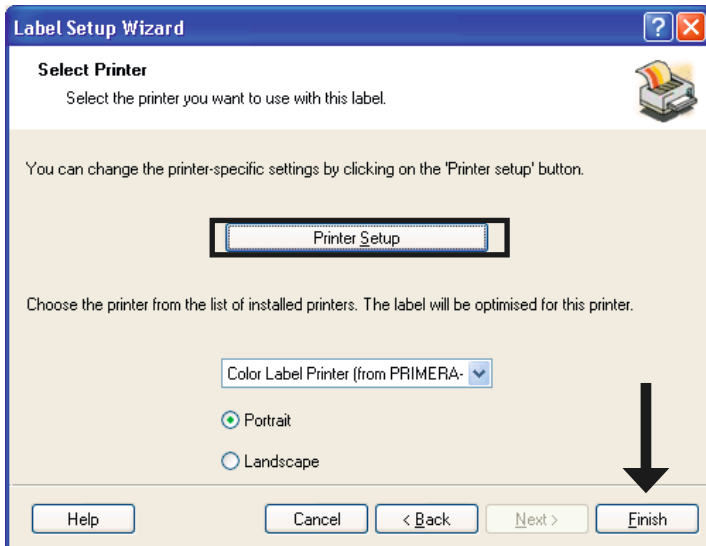 Label Setup Wizard
?
Select Printer
Select the printer you want to use with this label.
You can change the printer-specific settings by clicking on the 'Printer setup' button.
Printer Setup
Choose the printer from the list of installed printers. The label will be optimised for this printer.
Color Label Printer (from PRIMERA-
Portrait
Landscape
Help Cancel < Back Next > Finish